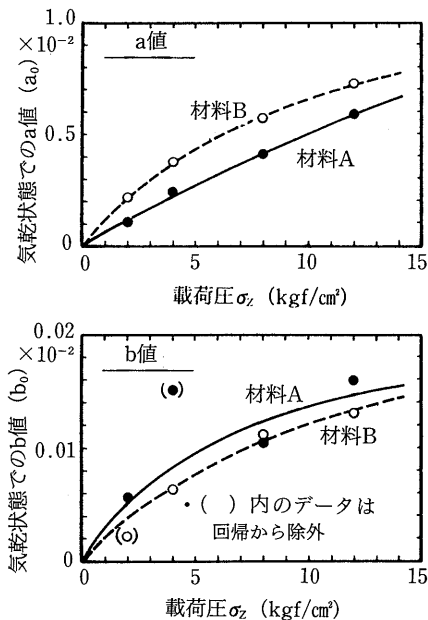 1.0
×10⁻²
a値
気乾状態でのa値 (a₀)
材料B
0.5
材料A
0
0 5 10 15
載荷圧σz (kgf/cm²)
0.02
×10⁻²
b値
気乾状態でのb値 (b₀)
(●)
材料A
0.01
材料B
•( )内のデータは
(○)
回帰から除外
0
0 5 10 15
載荷圧σz (kgf/cm²)